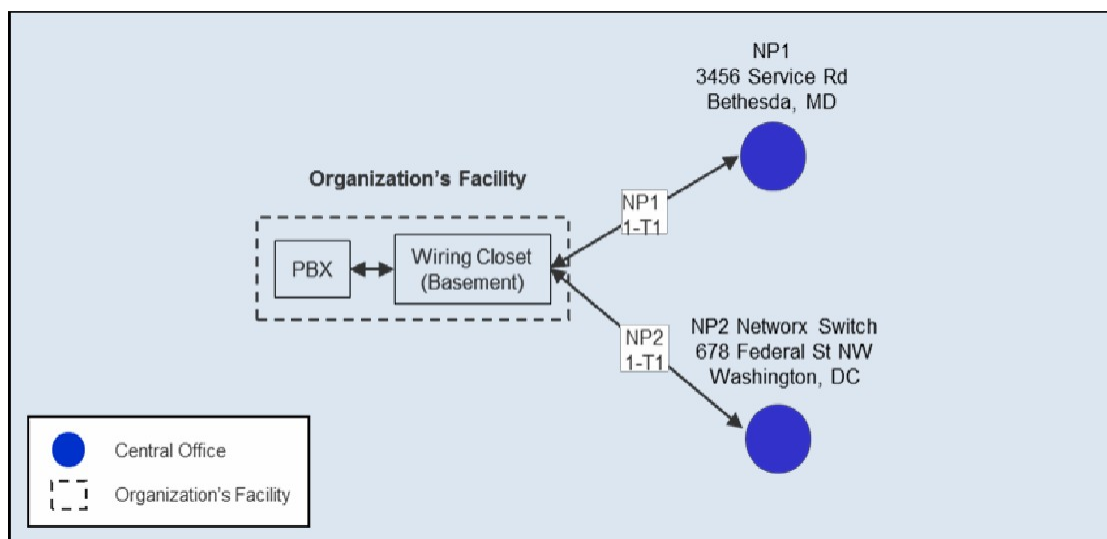 NP1
3456 Service Rd
Bethesda, MD
Organization's Facility
NP1
1-T1
PBX
Wiring Closet
(Basement)
NP2
1-T1
NP2 Networx Switch
678 Federal St NW
Washington, DC
Central Office
Organization's Facility